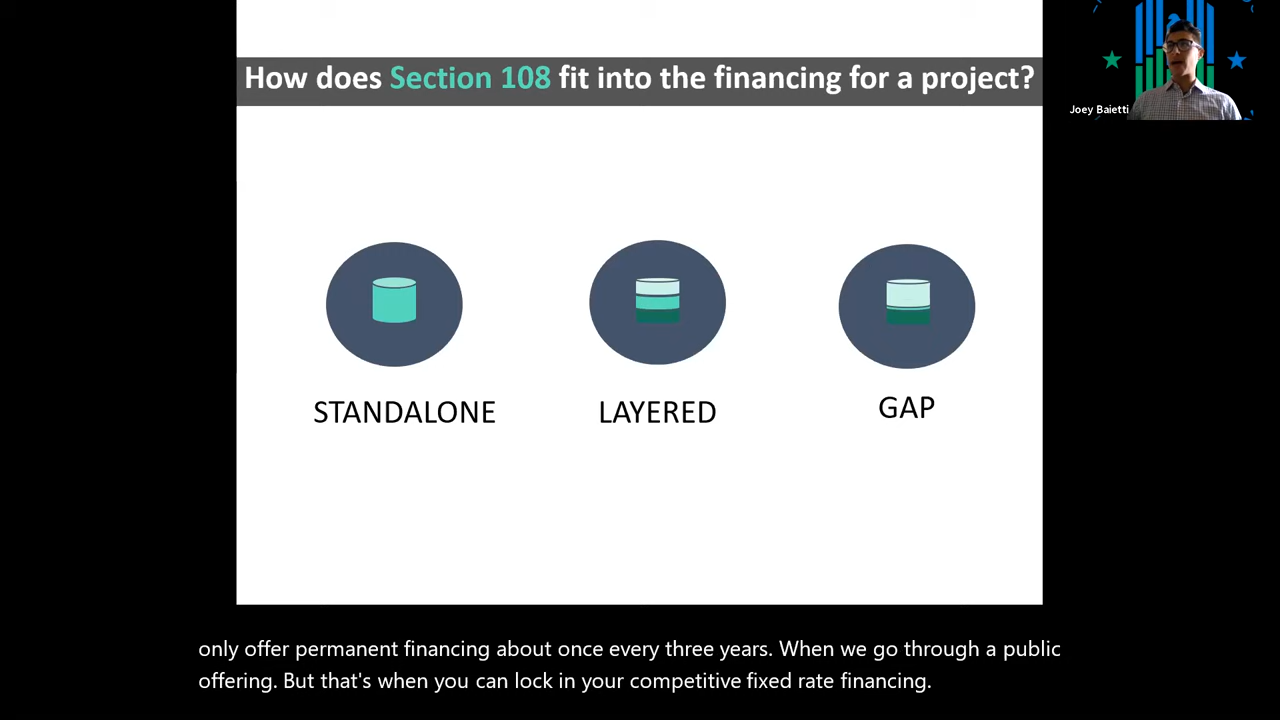 How does Section 108 fit into the financing for a project?
Joey Baietti
STANDALONE
LAYERED
GAP
only offer permanent financing about once every three years. When we go through a public
offering. But that's when you can lock in your competitive fixed rate financing.